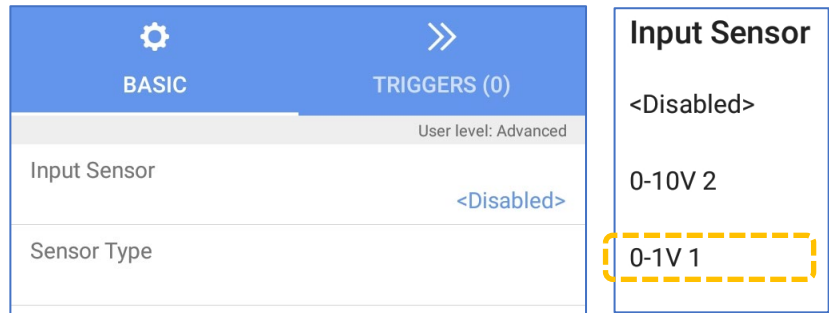 BASIC
TRIGGERS (0)
User level: Advanced
Input Sensor
<Disabled>
Sensor Type
Input Sensor
<Disabled>
0-10V 2
0-1V 1